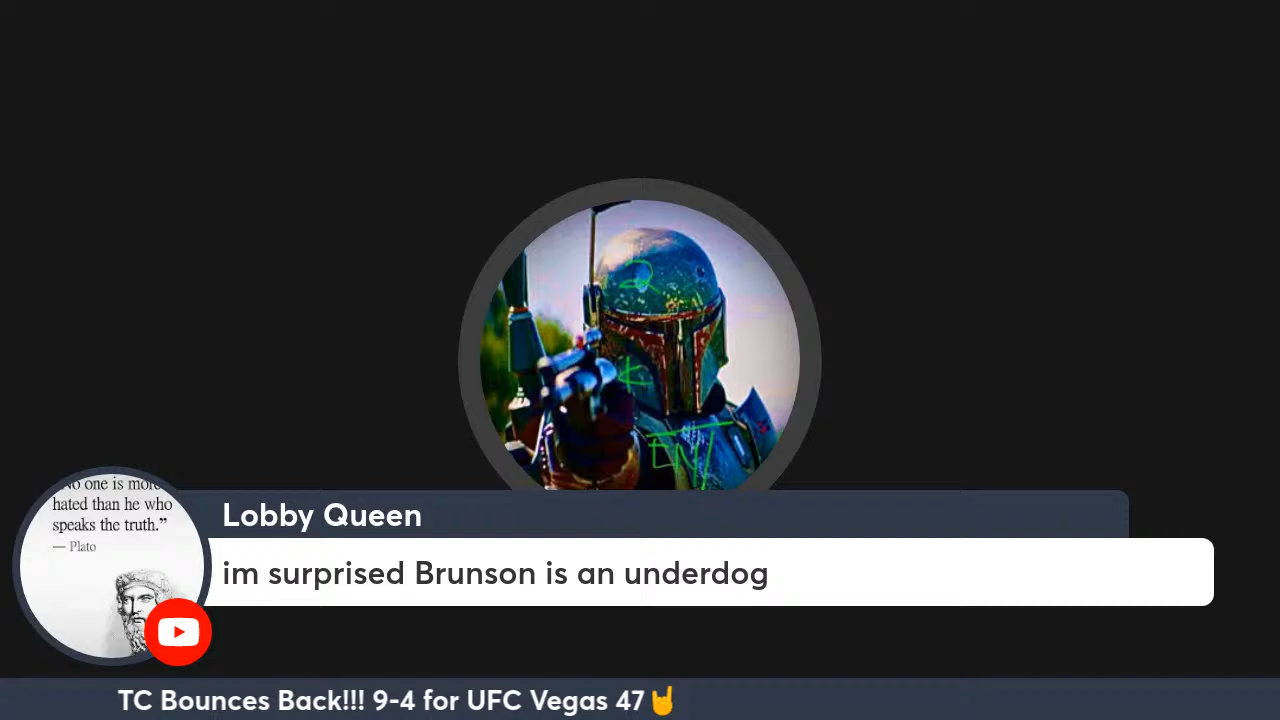 "No one is more
hated than he who
speaks the truth."
— Plato
Lobby Queen
im surprised Brunson is an underdog
TC Bounces Back!!! 9-4 for UFC Vegas 47🤘